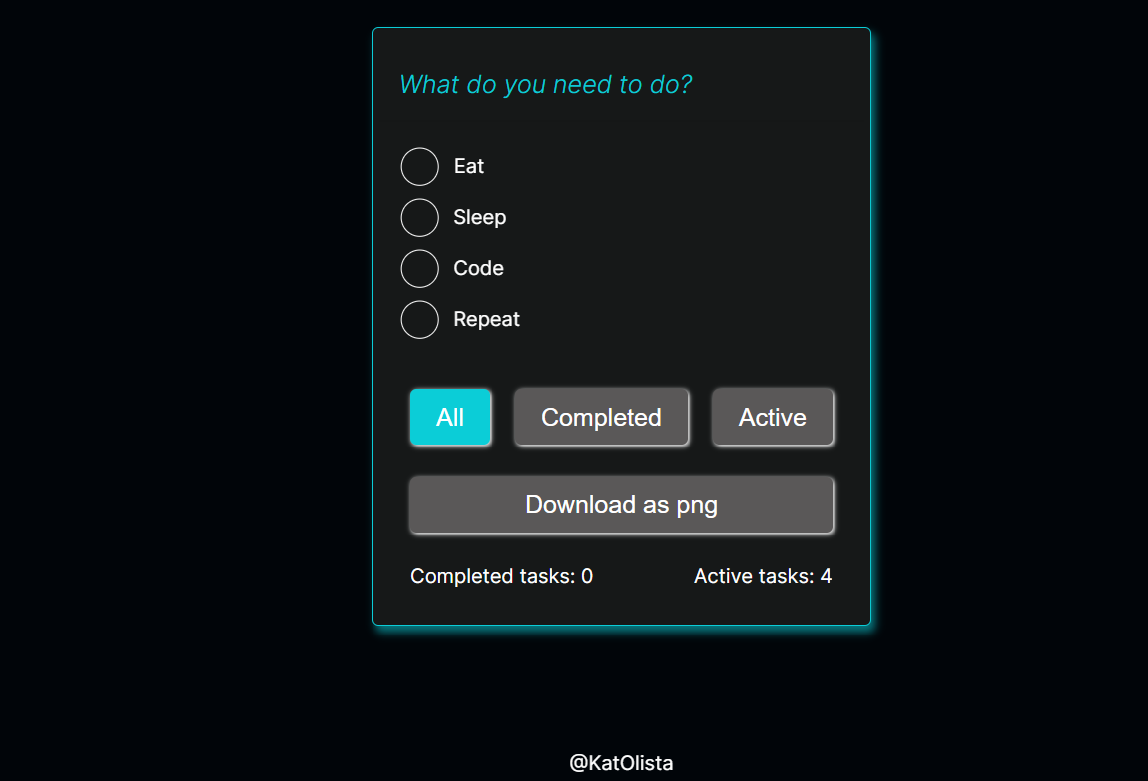 What do you need to do?
Eat
Sleep
Code
Repeat
All Completed Active
Download as png
Completed tasks: 0 Active tasks: 4
@KatOlista